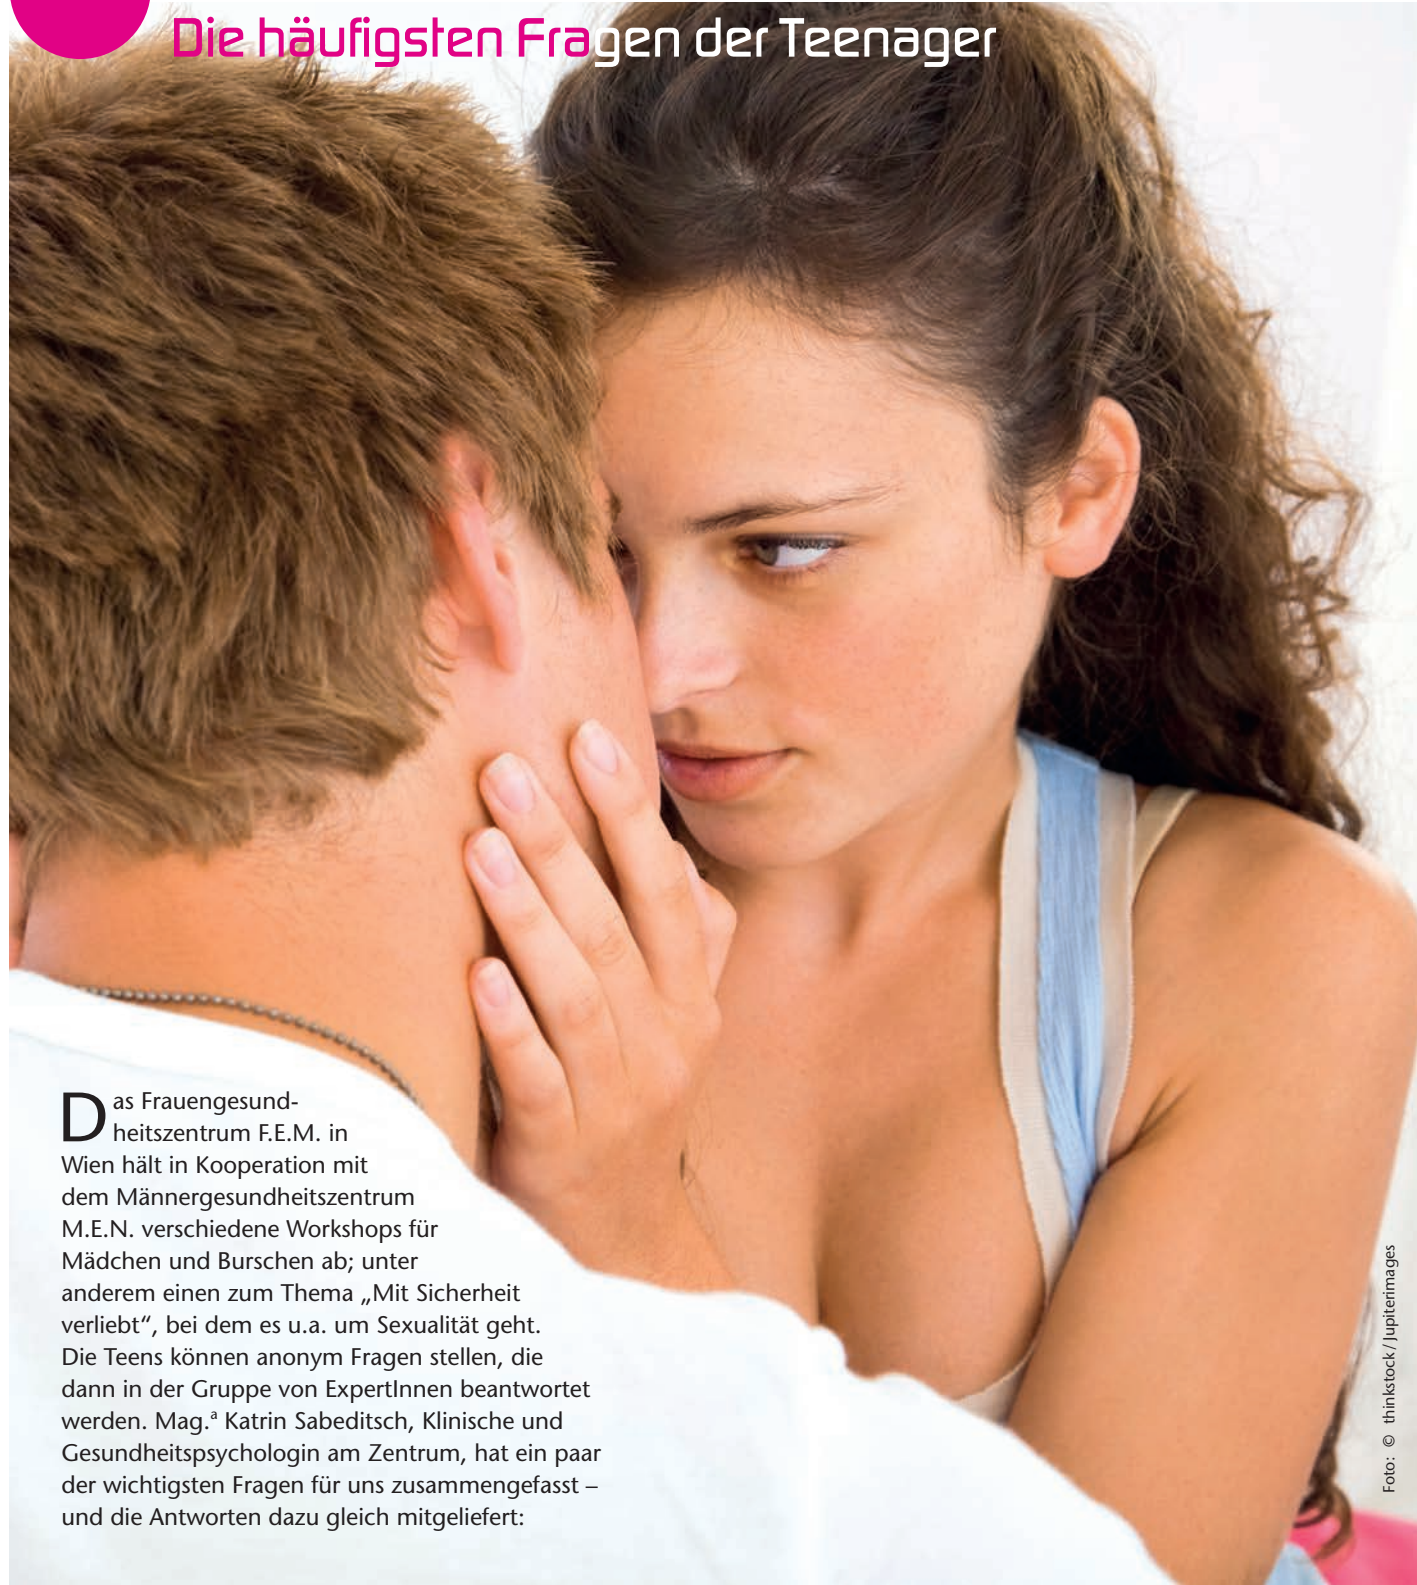 Die häufigsten Fragen der Teenager
Das Frauengesund-
heitszentrum F.E.M. in
Wien hält in Kooperation mit
dem Männergesundheitszentrum
M.E.N. verschiedene Workshops für
Mädchen und Burschen ab; unter
anderem einen zum Thema „Mit Sicherheit
verliebt“, bei dem es u.a. um Sexualität geht.
Die Teens können anonym Fragen stellen, die
dann in der Gruppe von ExpertInnen beantwortet
werden. Mag.ª Katrin Sabeditsch, Klinische und
Gesundheitspsychologin am Zentrum, hat ein paar
der wichtigsten Fragen für uns zusammengefasst –
und die Antworten dazu gleich mitgeliefert:
Foto: © thinkstock / Jupiterimages